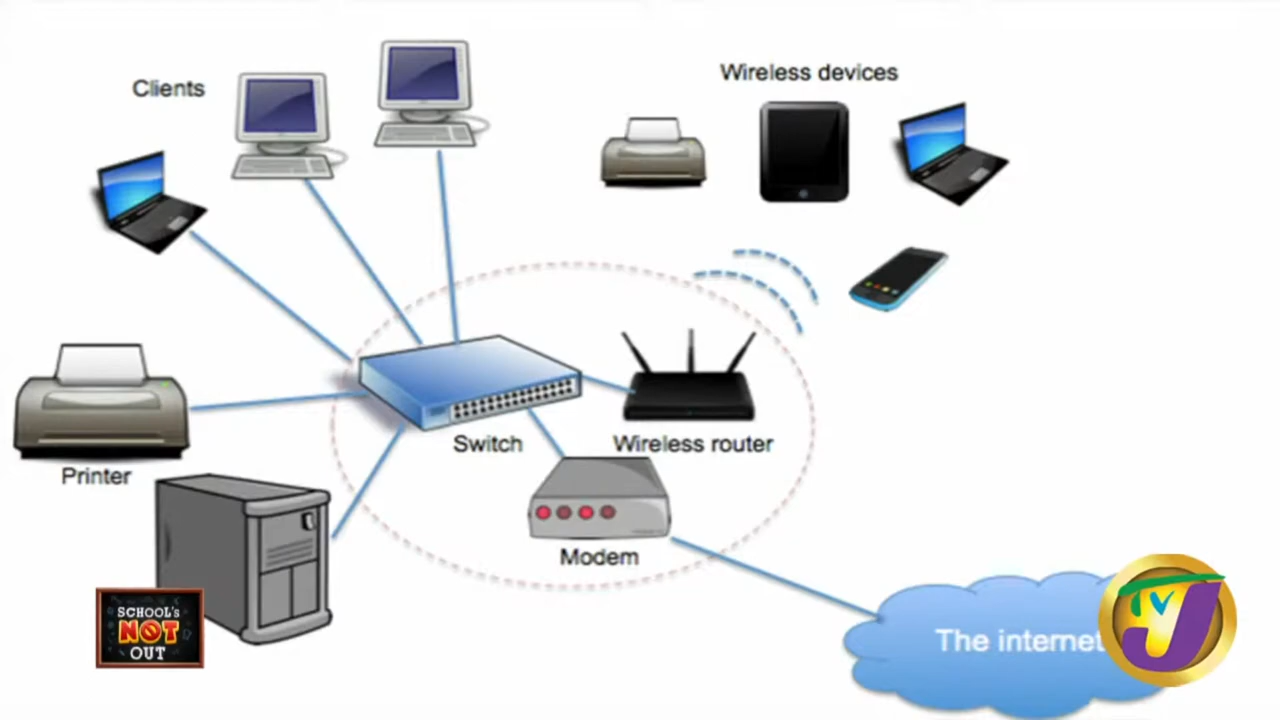 Clients
Wireless devices
Switch
Wireless router
Printer
Modem
SCHOOL's
NOT
OUT
The internet
TVJ